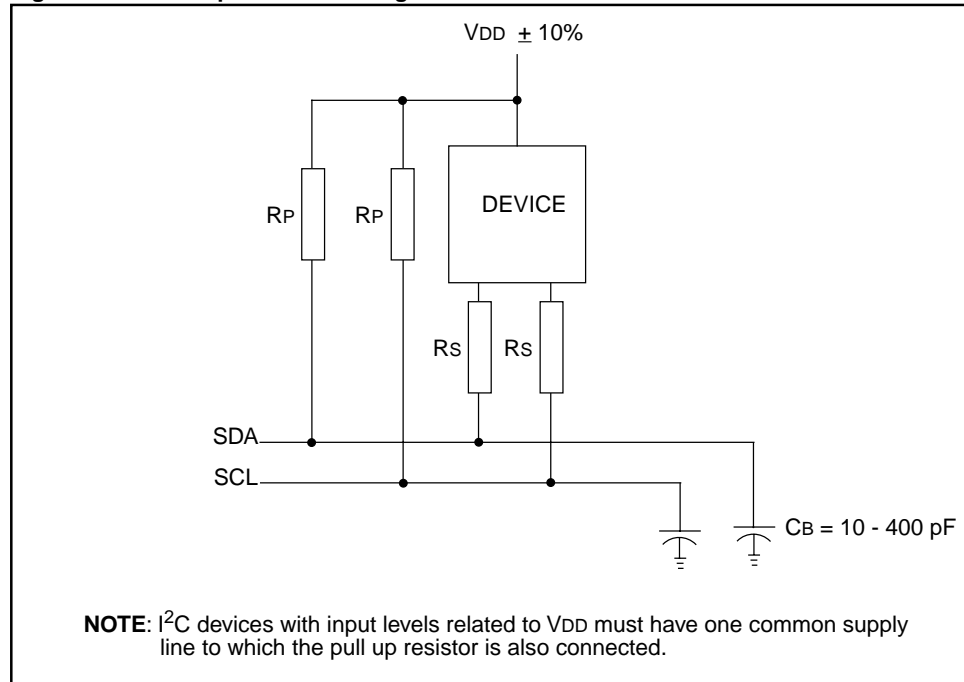 VDD ± 10%
RP
RP
DEVICE
RS
RS
SDA
SCL
CB = 10 - 400 pF
NOTE: I²C devices with input levels related to VDD must have one common supply
line to which the pull up resistor is also connected.